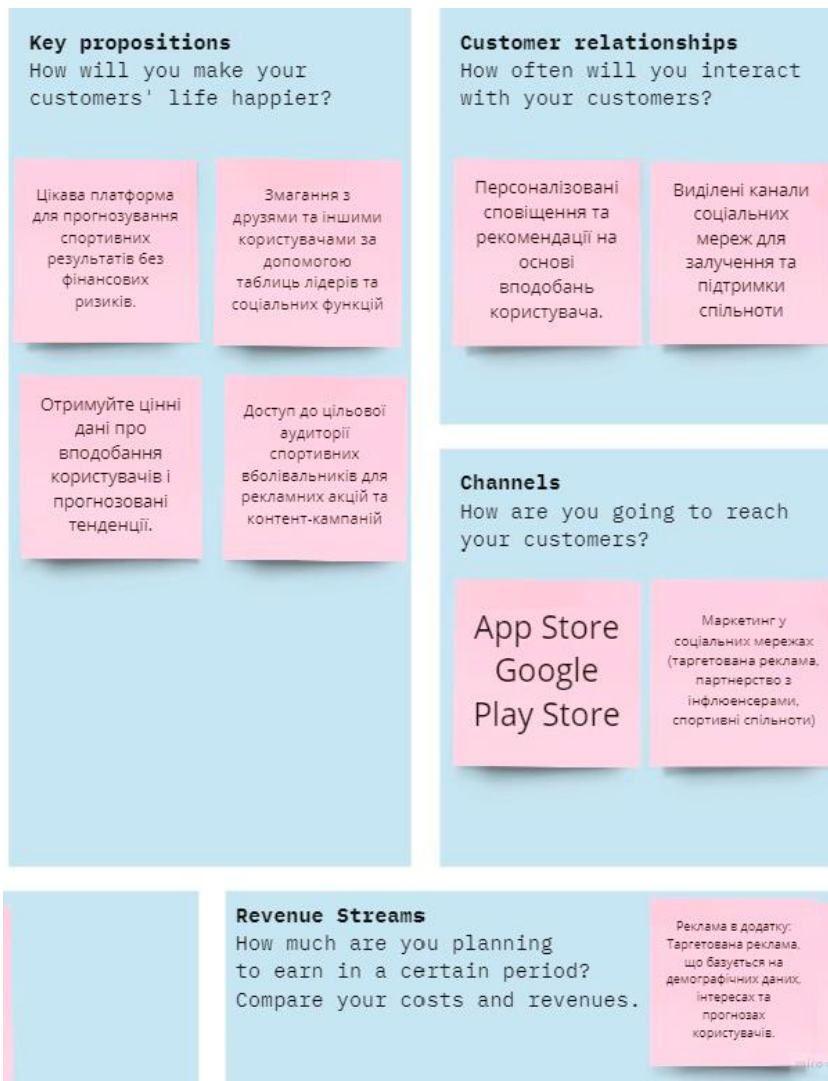 Key propositions
How will you make your
customers' life happier?
Цікава платформа
для прогнозування
спортивних
результатів без
фінансових
ризиків.
Змагання з
друзями та іншими
користувачами за
допомогою
таблиць лідерів та
соціальних функцій
Отримуйте цінні
дані про
вподобання
користувачів і
прогнозовані
тенденції.
Доступ до цільової
аудиторії
спортивних
вболівальників для
рекламних акцій та
контент-кампаній
Customer relationships
How often will you interact
with your customers?
Персоналізовані
сповіщення та
рекомендації на
основі
вподобань
користувача.
Виділені канали
соціальних
мереж для
залучення та
підтримки
спільноти
Channels
How are you going to reach
your customers?
App Store
Google
Play Store
Маркетинг у
соціальних мережах
(таргетована реклама,
партнерство з
інфлюенсерами,
спортивні спільноти)
Revenue Streams
How much are you planning
to earn in a certain period?
Compare your costs and revenues.
Реклама в додатку:
Таргетована реклама,
що базується на
демографічних даних,
інтересах та
прогнозах
користувачів.
miro